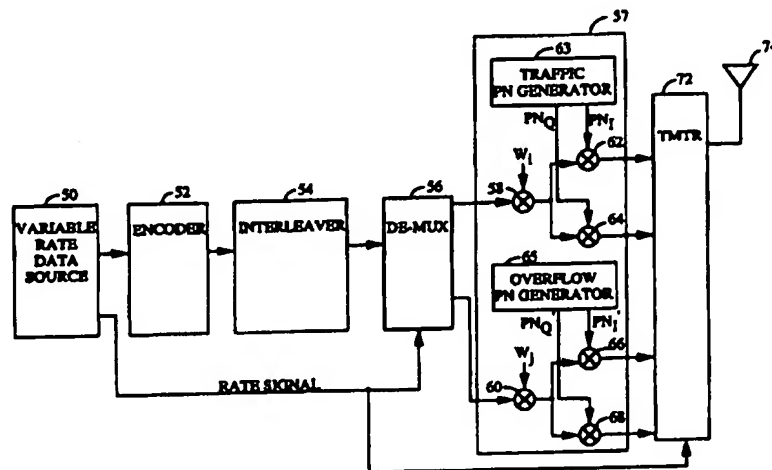 57
63
TRAFFIC
PN GENERATOR
PNQ
PNI
62
Wi
58
64
72
TMTR
50
VARIABLE
RATE
DATA
SOURCE
52
ENCODER
54
INTERLEAVER
56
DE-MUX
65
OVERFLOW
PN GENERATOR
PNQ'
PNI'
66
Wj
60
68
RATE SIGNAL